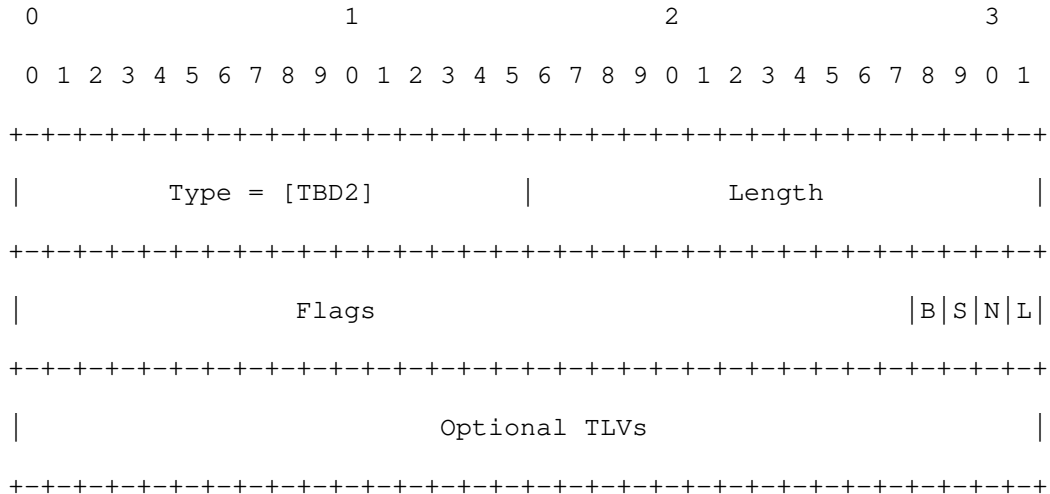 0                   1                   2                   3
0 1 2 3 4 5 6 7 8 9 0 1 2 3 4 5 6 7 8 9 0 1 2 3 4 5 6 7 8 9 0 1
+-+-+-+-+-+-+-+-+-+-+-+-+-+-+-+-+-+-+-+-+-+-+-+-+-+-+-+-+-+-+-+-+
|         Type = [TBD2]         |            Length             |
+-+-+-+-+-+-+-+-+-+-+-+-+-+-+-+-+-+-+-+-+-+-+-+-+-+-+-+-+-+-+-+-+
|                 Flags                                 |B|S|N|L|
+-+-+-+-+-+-+-+-+-+-+-+-+-+-+-+-+-+-+-+-+-+-+-+-+-+-+-+-+-+-+-+-+
|                          Optional TLVs                        |
+-+-+-+-+-+-+-+-+-+-+-+-+-+-+-+-+-+-+-+-+-+-+-+-+-+-+-+-+-+-+-+-+